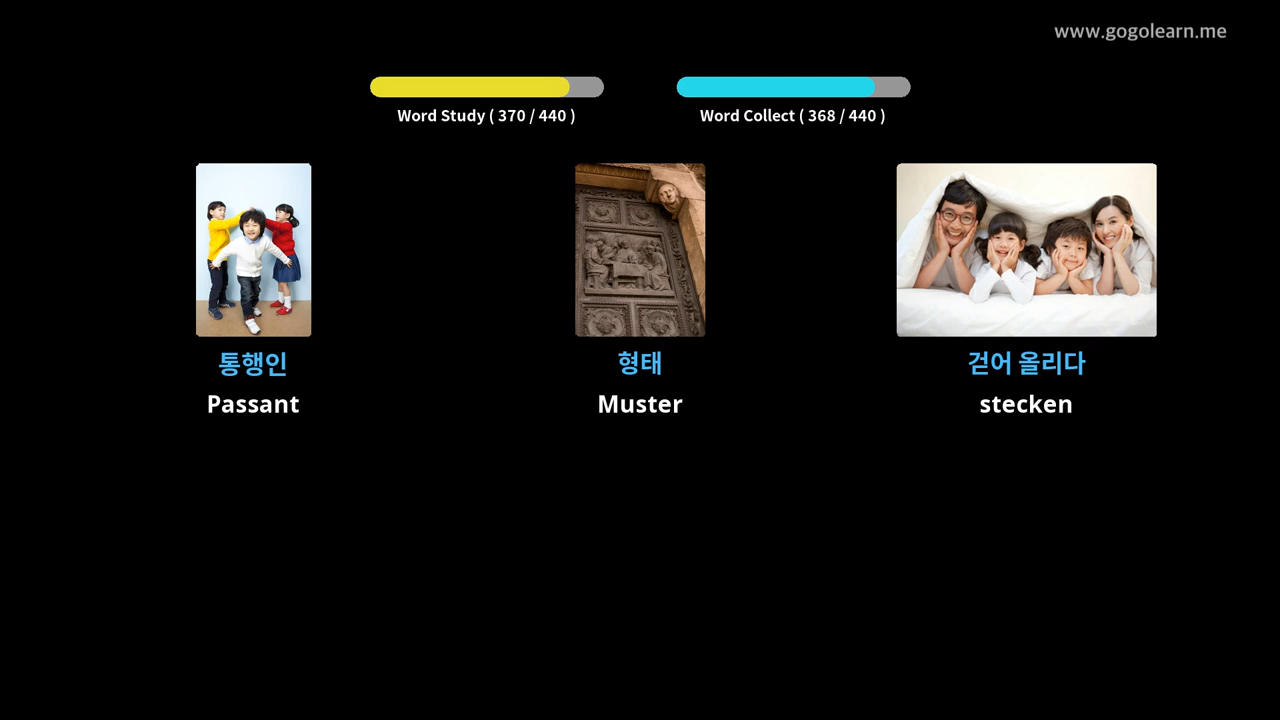 www.gogolearn.me
Word Study ( 370 / 440 )
Word Collect ( 368 / 440 )
통행인
Passant
형태
Muster
걷어 올리다
stecken